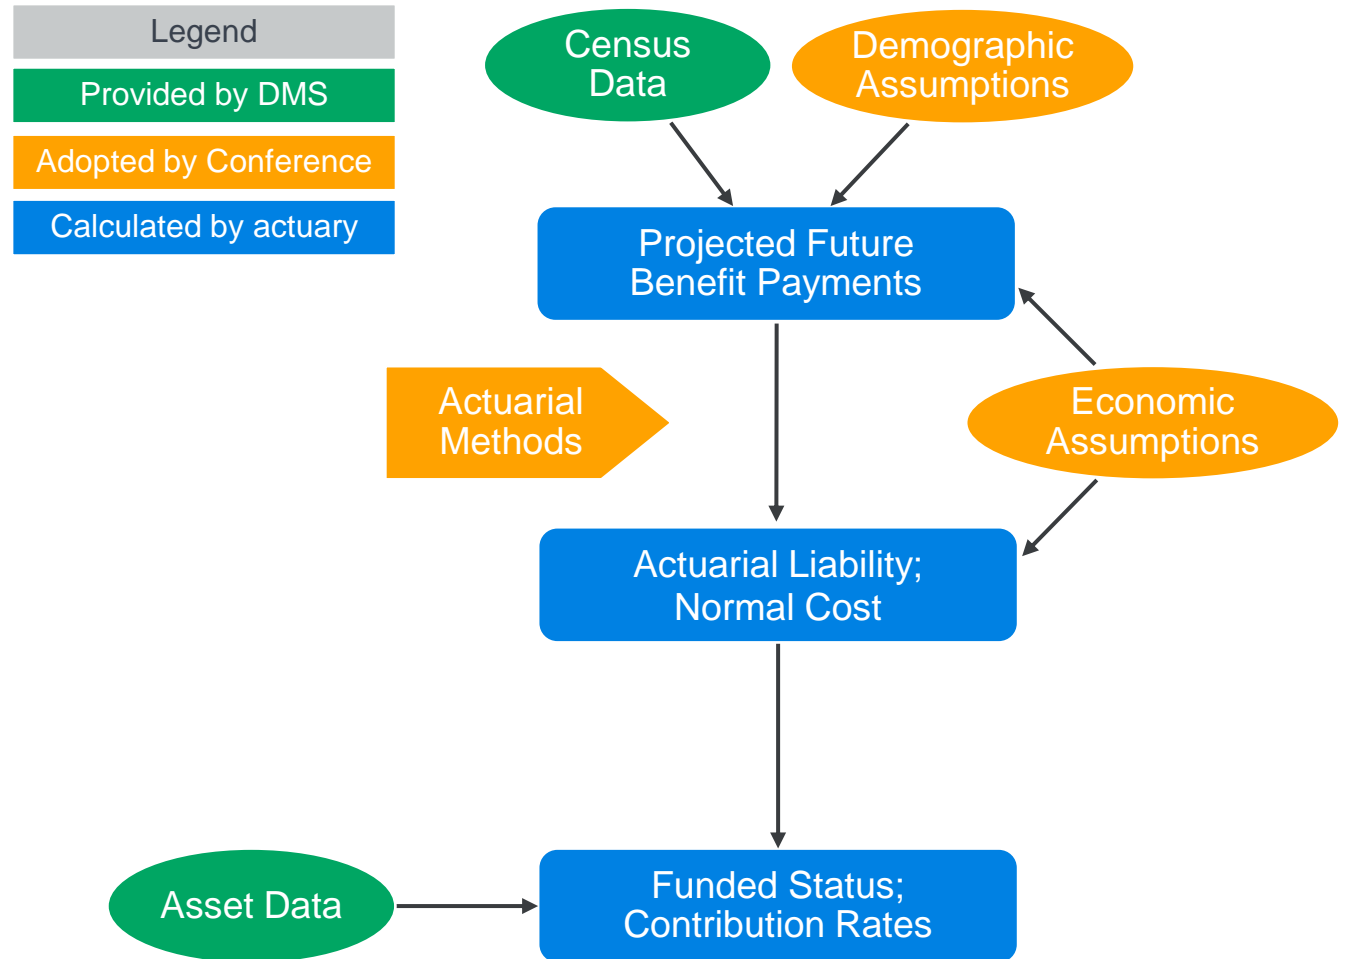 Legend
Provided by DMS
Adopted by Conference
Calculated by actuary
Census
Data
Demographic
Assumptions
Projected Future
Benefit Payments
Actuarial
Methods
Economic
Assumptions
Actuarial Liability;
Normal Cost
Asset Data
Funded Status;
Contribution Rates